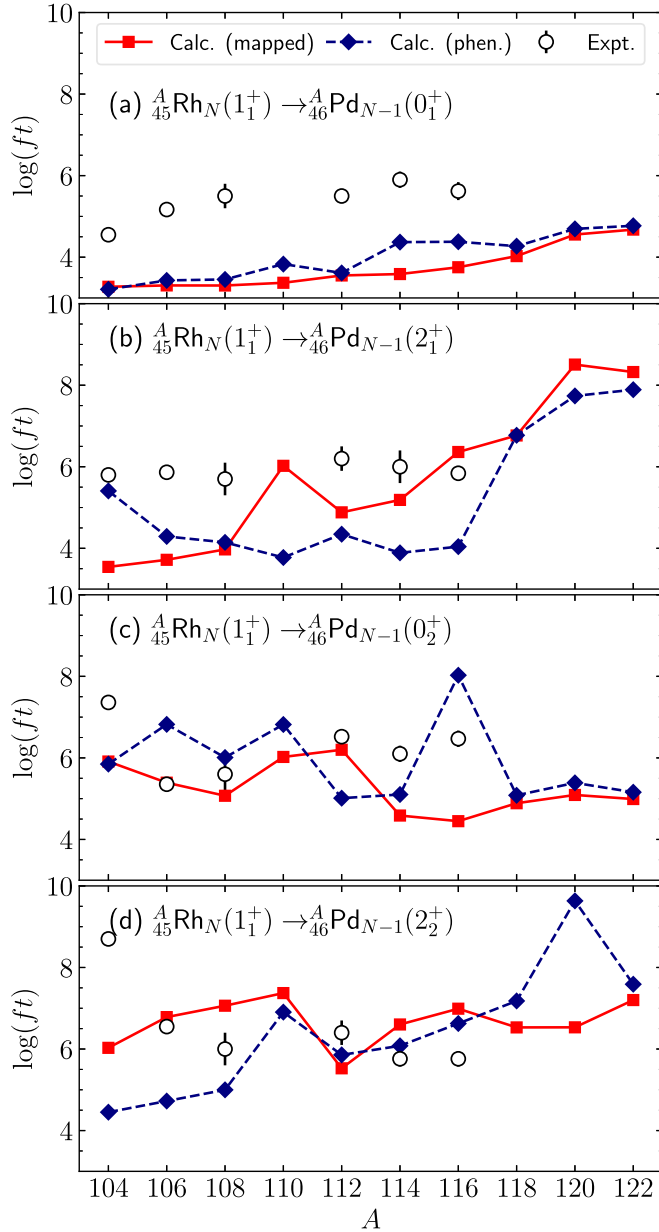 10
Calc. (mapped) Calc. (phen.) Expt.
(a) $^{A}_{45}$Rh$_{N}$(1$^{+}_{1}$) →$^{A}_{46}$Pd$_{N-1}$(0$^{+}_{1}$)
8
log(ft)
6
4
10
(b) $^{A}_{45}$Rh$_{N}$(1$^{+}_{1}$) →$^{A}_{46}$Pd$_{N-1}$(2$^{+}_{1}$)
8
log(ft)
6
4
10
(c) $^{A}_{45}$Rh$_{N}$(1$^{+}_{1}$) →$^{A}_{46}$Pd$_{N-1}$(0$^{+}_{2}$)
8
log(ft)
6
4
10
(d) $^{A}_{45}$Rh$_{N}$(1$^{+}_{1}$) →$^{A}_{46}$Pd$_{N-1}$(2$^{+}_{2}$)
8
log(ft)
6
4
104 106 108 110 112 114 116 118 120 122
A